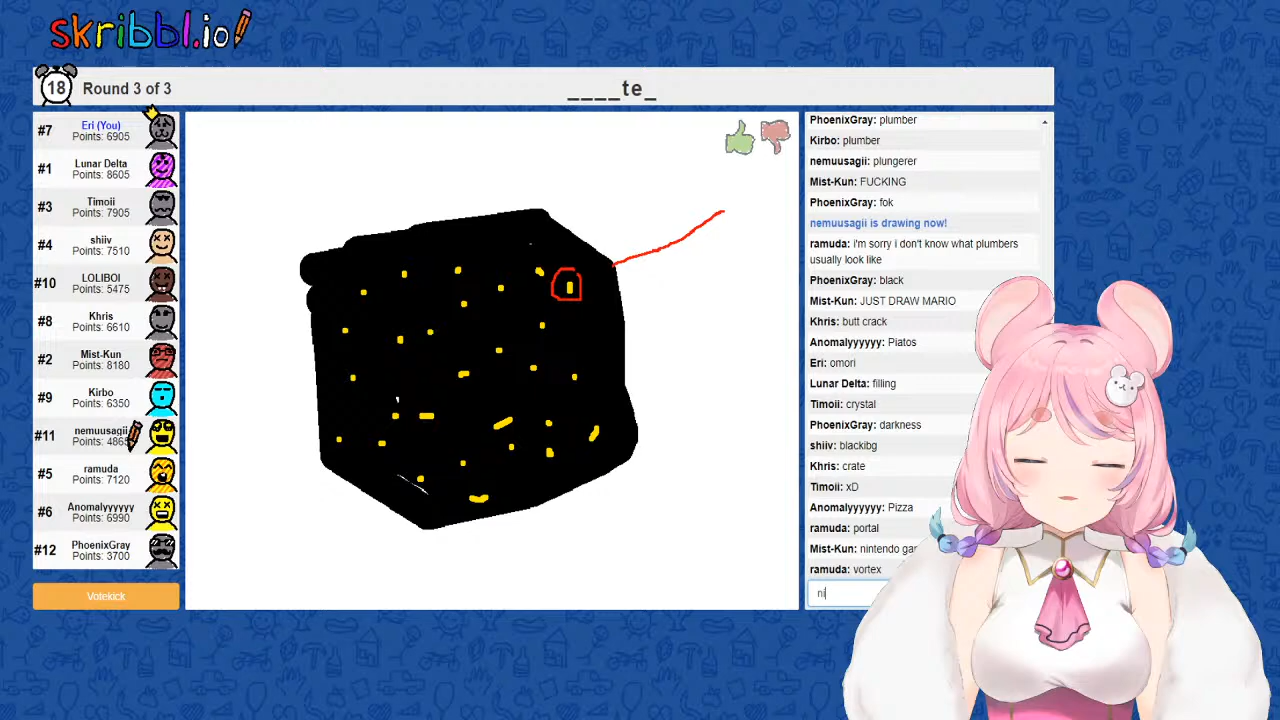 skribbl.io
18
Round 3 of 3
____te_
#7
Eri (You)
Points: 6905
#1
Lunar Delta
Points: 8605
#3
Timoii
Points: 7905
#4
shiiv
Points: 7510
#10
LOLIBOI
Points: 5475
#8
Khris
Points: 6610
#2
Mist-Kun
Points: 8180
#9
Kirbo
Points: 6350
#11
nemuusagii
Points: 4865
#5
ramuda
Points: 7120
#6
Anomalyyyyyy
Points: 6990
#12
PhoenixGray
Points: 3700
Votekick
PhoenixGray: plumber
Kirbo: plumber
nemuusagii: plungerer
Mist-Kun: FUCKING
PhoenixGray: fok
nemuusagii is drawing now!
ramuda: i'm sorry i don't know what plumbers
usually look like
PhoenixGray: black
Mist-Kun: JUST DRAW MARIO
Khris: butt crack
Anomalyyyyyy: Piatos
Eri: omori
Lunar Delta: filling
Timoii: crystal
PhoenixGray: darkness
shiiv: blackibg
Khris: crate
Timoii: xD
Anomalyyyyyy: Pizza
ramuda: portal
Mist-Kun: nintendo
ramuda: vortex
ni